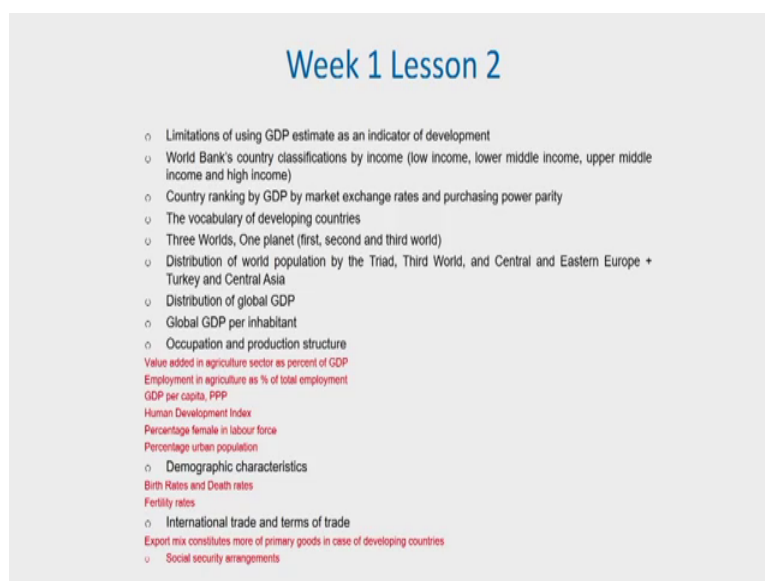 Week 1 Lesson 2
Limitations of using GDP estimate as an indicator of development
World Bank's country classifications by income (low income, lower middle income, upper middle
income and high income)
Country ranking by GDP by market exchange rates and purchasing power parity
The vocabulary of developing countries
Three Worlds, One planet (first, second and third world)
Distribution of world population by the Triad, Third World, and Central and Eastern Europe +
Turkey and Central Asia
Distribution of global GDP
Global GDP per inhabitant
Occupation and production structure
Value added in agriculture sector as percent of GDP
Employment in agriculture as % of total employment
GDP per capita, PPP
Human Development Index
Percentage female in labour force
Percentage urban population
Demographic characteristics
Birth Rates and Death rates
Fertility rates
International trade and terms of trade
Export mix constitutes more of primary goods in case of developing countries
Social security arrangements